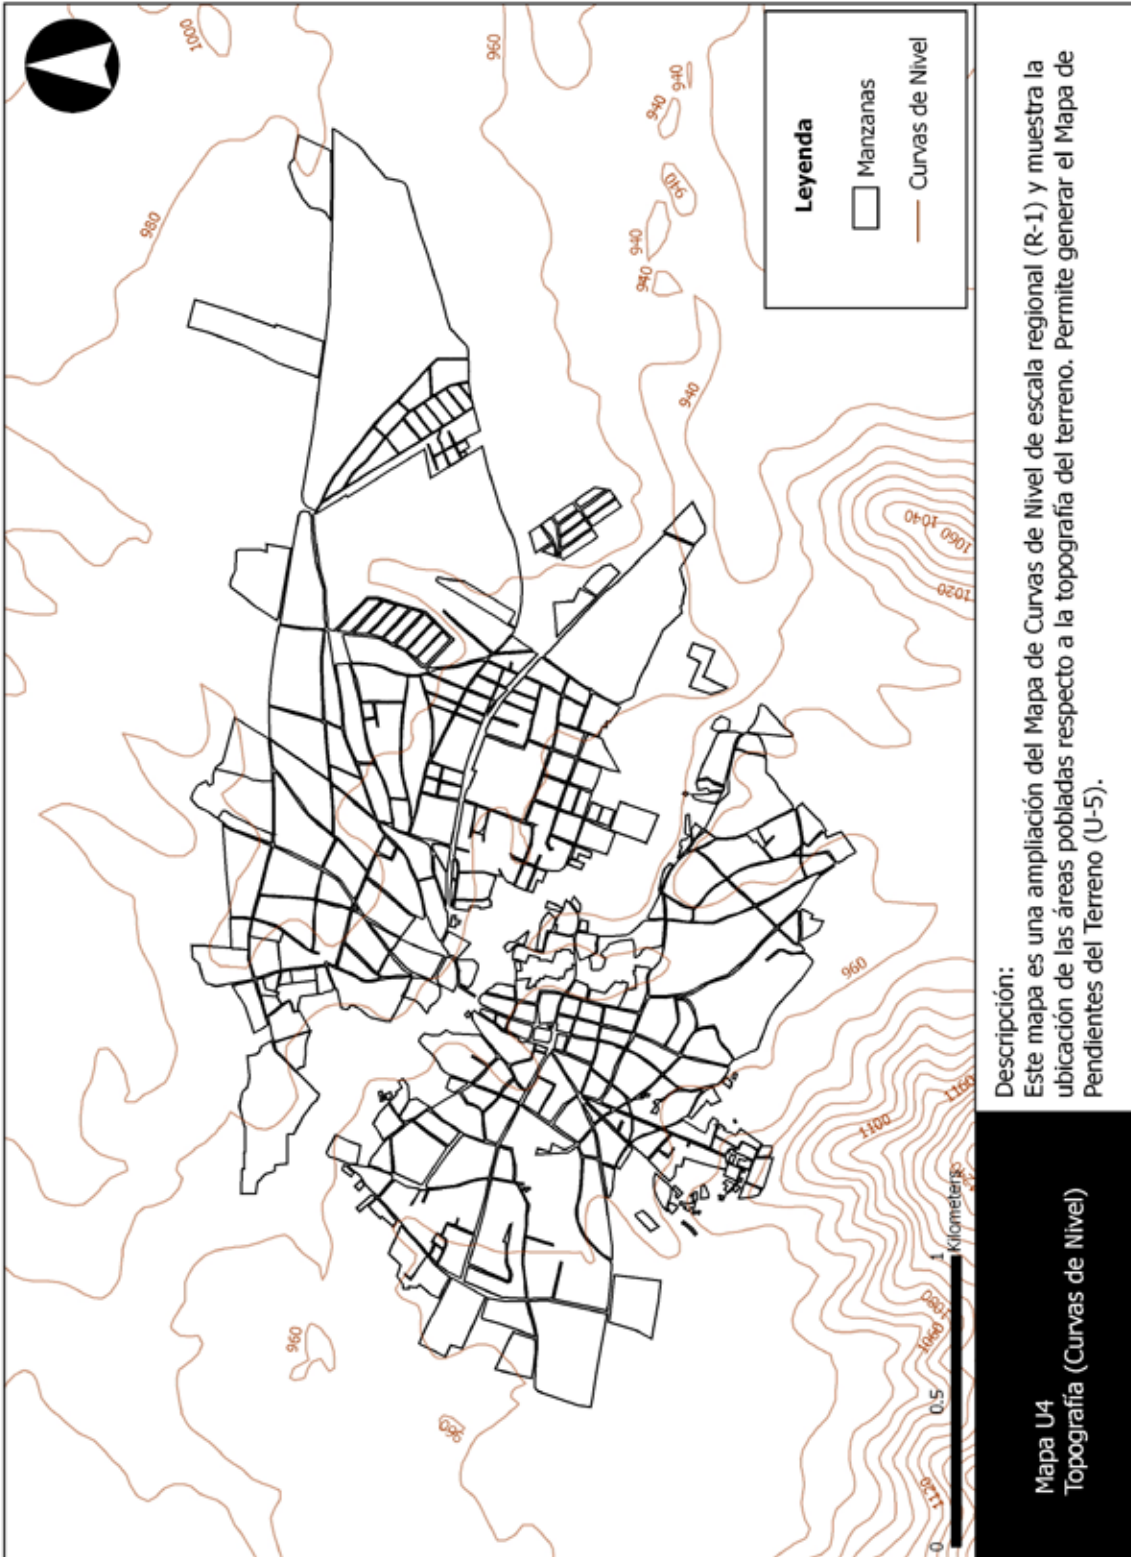 980
1000
960
960
960
940
940
940
940
940
940
Leyenda
Manzanas
Curvas de Nivel
960
1100
1040
1060
1020
1160
1080
1060
1120
0 0.5 1
Kilometers
Mapa U4
Topografía (Curvas de Nivel)
Descripción:
Este mapa es una ampliación del Mapa de Curvas de Nivel de escala regional (R-1) y muestra la
ubicación de las áreas pobladas respecto a la topografía del terreno. Permite generar el Mapa de
Pendientes del Terreno (U-5).